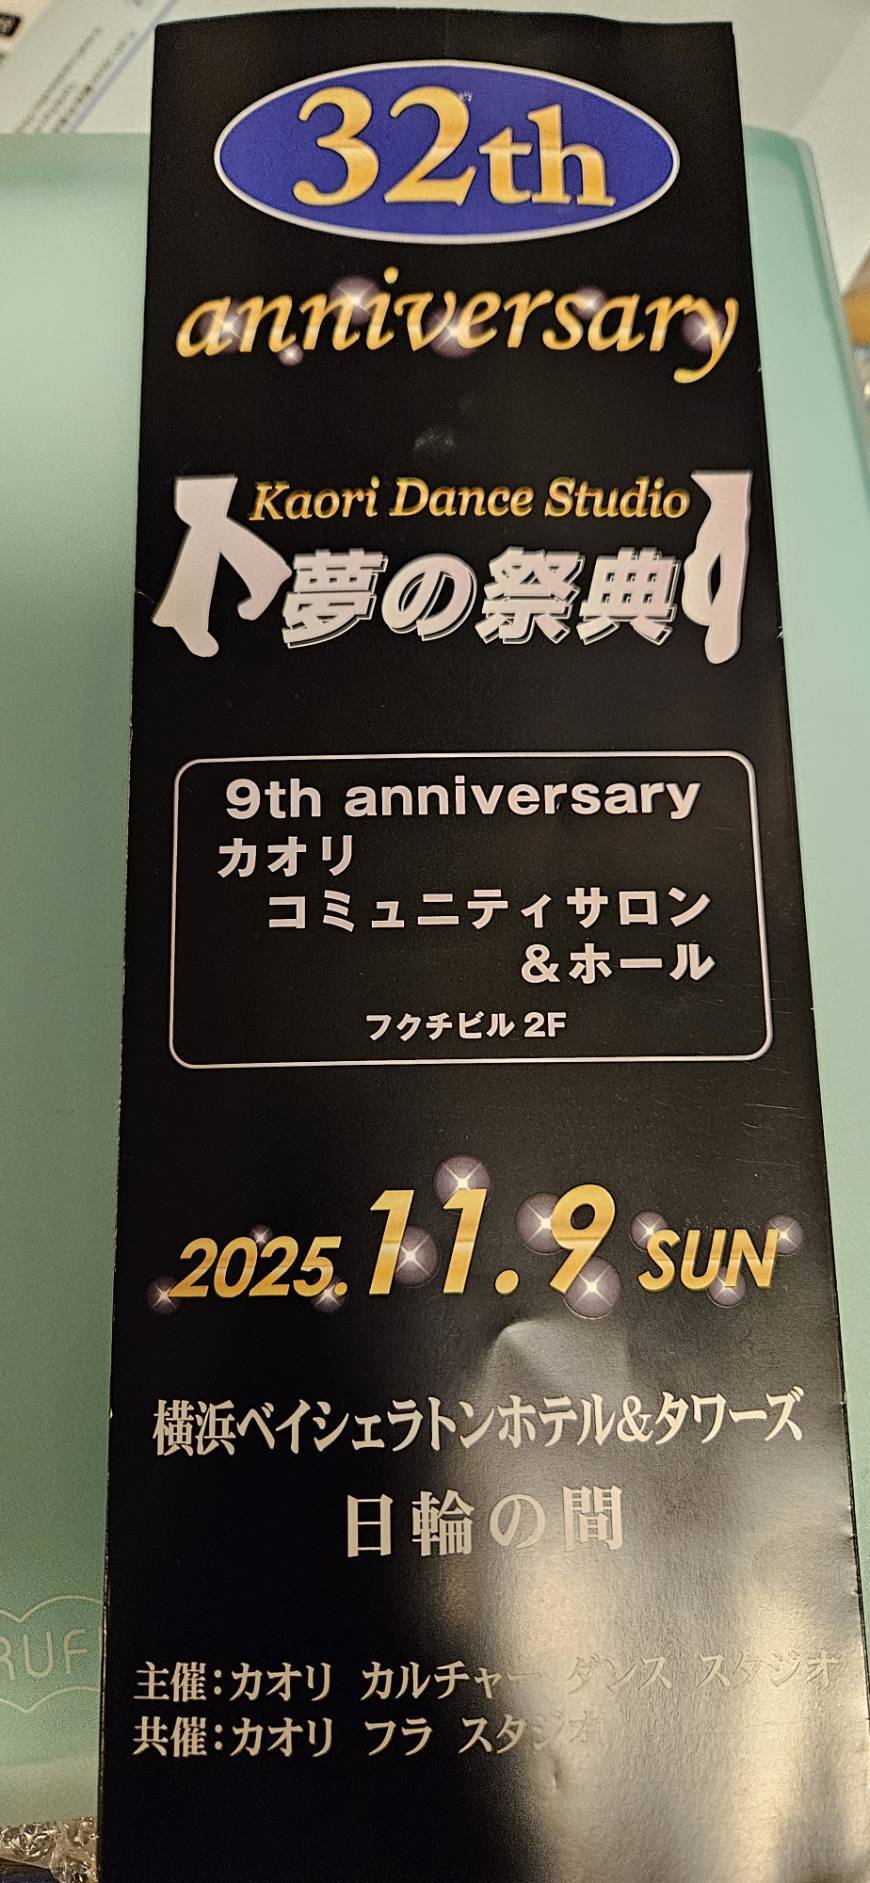 32th
anniversary
Kaori Dance Studio
夢の祭典
9th anniversary
カオリ
コミュニティサロン
&ホール
フクチビル 2F
2025.11.9 SUN
横浜ベイシェラトンホテル&タワーズ
日輪の間
主催:カオリ カルチャー ダンス スタジオ
共催:カオリ フラ スタジオ